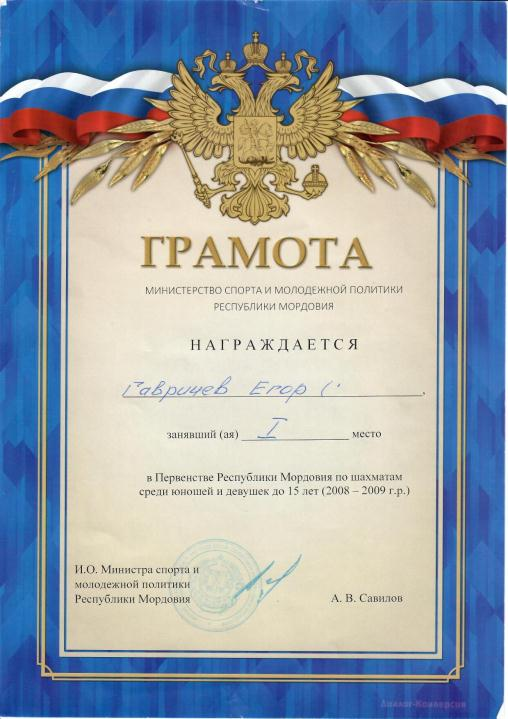 ГРАМОТА
МИНИСТЕРСТВО СПОРТА И МОЛОДЕЖНОЙ ПОЛИТИКИ
РЕСПУБЛИКИ МОРДОВИЯ
НАГРАЖДАЕТСЯ
Гавричев Егор
занявший (ая) I место
в Первенстве Республики Мордовия по шахматам
среди юношей и девушек до 15 лет (2008 – 2009 г.р.)
И.О. Министра спорта и
молодежной политики
Республики Мордовия А. В. Савилов
Диалог-Конверсия